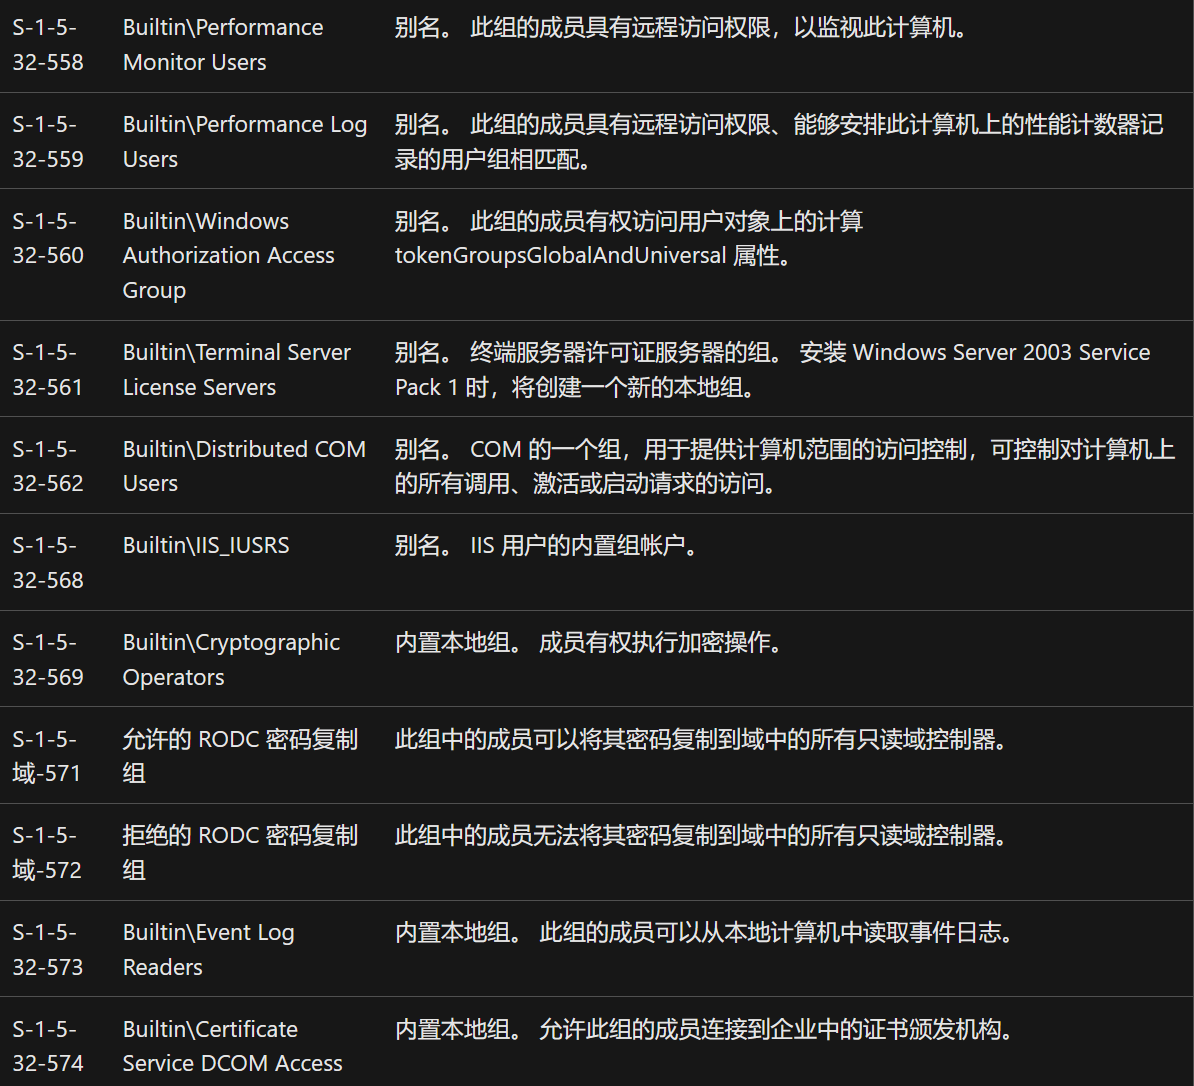 S-1-5-
32-558
Builtin\Performance
Monitor Users
别名。 此组的成员具有远程访问权限，以监视此计算机。
S-1-5-
32-559
Builtin\Performance Log
Users
别名。 此组的成员具有远程访问权限、能够安排此计算机上的性能计数器记
录的用户组相匹配。
S-1-5-
32-560
Builtin\Windows
Authorization Access
Group
别名。 此组的成员有权访问用户对象上的计算
tokenGroupsGlobalAndUniversal 属性。
S-1-5-
32-561
Builtin\Terminal Server
License Servers
别名。 终端服务器许可证服务器的组。 安装 Windows Server 2003 Service
Pack 1 时，将创建一个新的本地组。
S-1-5-
32-562
Builtin\Distributed COM
Users
别名。 COM 的一个组，用于提供计算机范围的访问控制，可控制对计算机上
的所有调用、激活或启动请求的访问。
S-1-5-
32-568
Builtin\IIS_IUSRS
别名。 IIS 用户的内置组帐户。
S-1-5-
32-569
Builtin\Cryptographic
Operators
内置本地组。 成员有权执行加密操作。
S-1-5-
域-571
允许的 RODC 密码复制
组
此组中的成员可以将其密码复制到域中的所有只读域控制器。
S-1-5-
域-572
拒绝的 RODC 密码复制
组
此组中的成员无法将其密码复制到域中的所有只读域控制器。
S-1-5-
32-573
Builtin\Event Log
Readers
内置本地组。 此组的成员可以从本地计算机中读取事件日志。
S-1-5-
32-574
Builtin\Certificate
Service DCOM Access
内置本地组。 允许此组的成员连接到企业中的证书颁发机构。